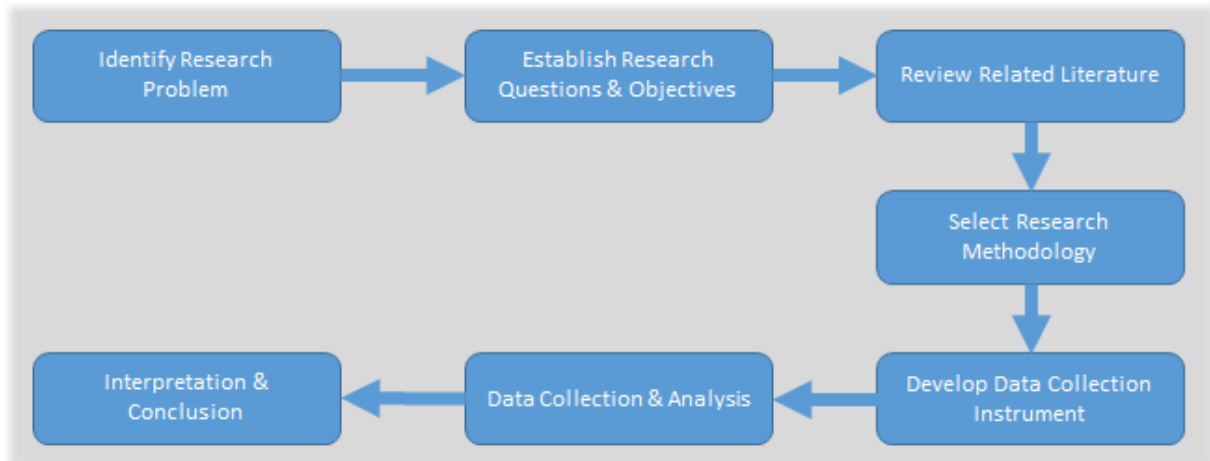 Identify Research
Problem
Establish Research
Questions & Objectives
Review Related Literature
Select Research
Methodology
Develop Data Collection
Instrument
Data Collection & Analysis
Interpretation &
Conclusion